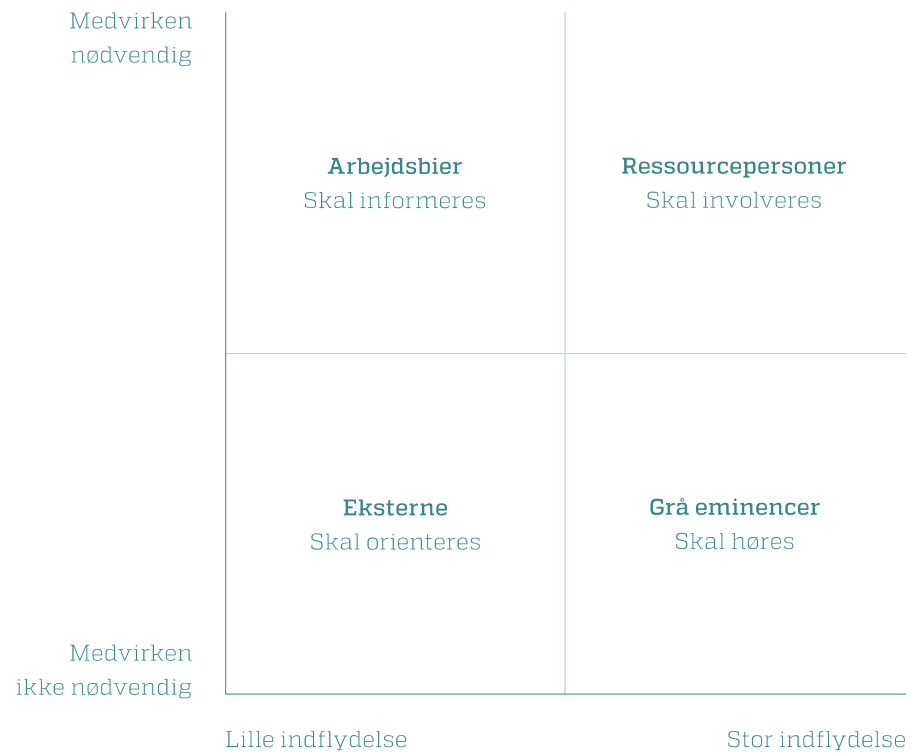 Medvirken
nødvendig
Arbejdsbier
Skal informeres
Ressourcepersoner
Skal involveres
Eksterne
Skal orienteres
Grå eminencer
Skal høres
Medvirken
ikke nødvendig
Lille indflydelse
Stor indflydelse